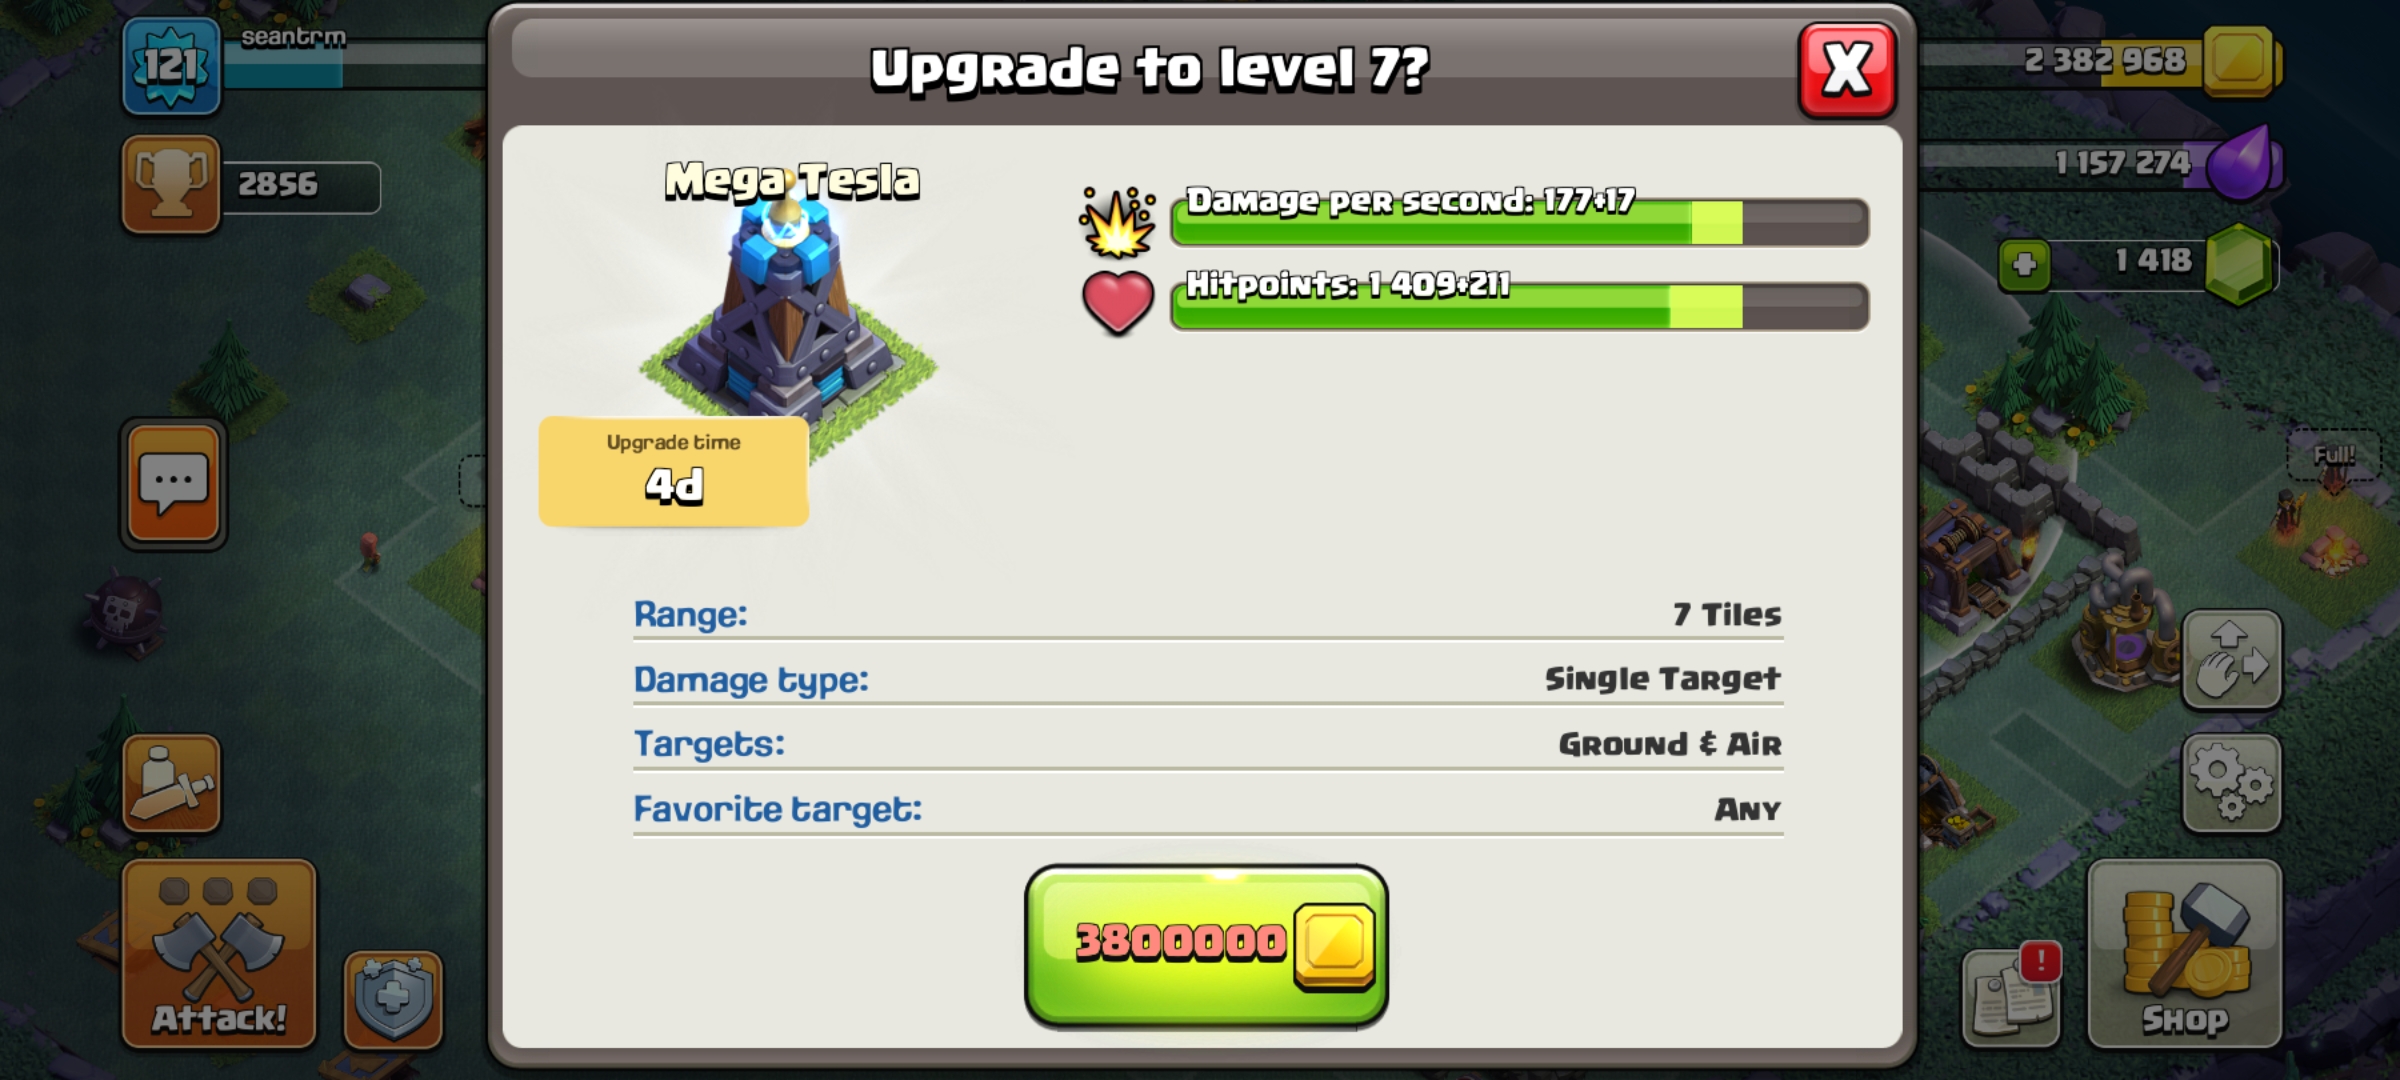 121
seantrm
2856
Upgrade to level 7?
X
2 382 968
1 157 274
1 418
Mega Tesla
Damage per second: 177+17
Hitpoints: 1 409+211
Upgrade time
4d
Full!
Range: 7 Tiles
Damage type: Single Target
Targets: Ground & Air
Favorite target: Any
3800000
Attack!
!
Shop